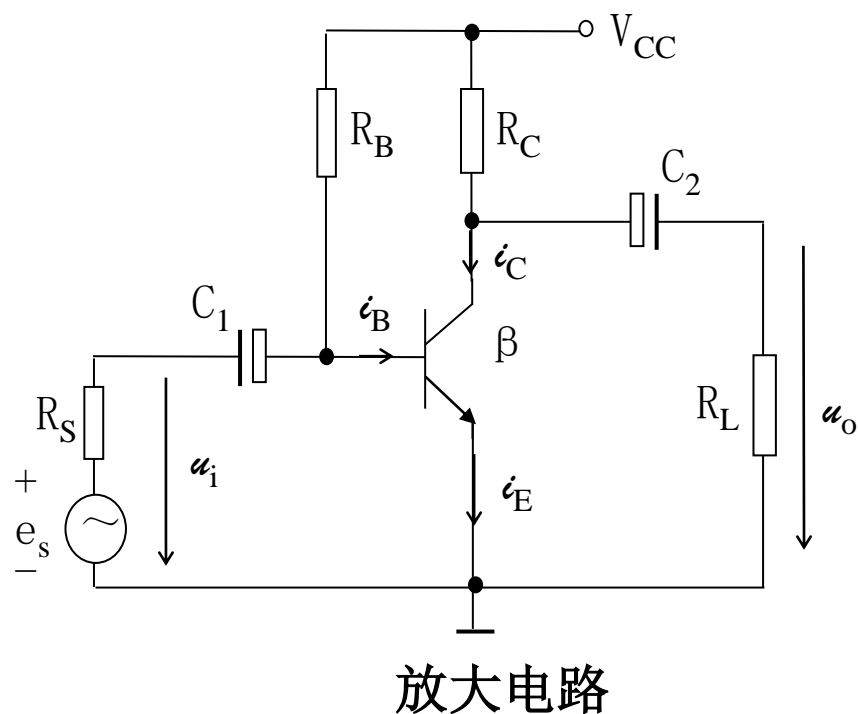 V_CC
R_B
R_C
C_2
i_C
C_1
i_B
β
R_S
u_i
R_L
u_o
+
e_s
−
i_E
放大电路